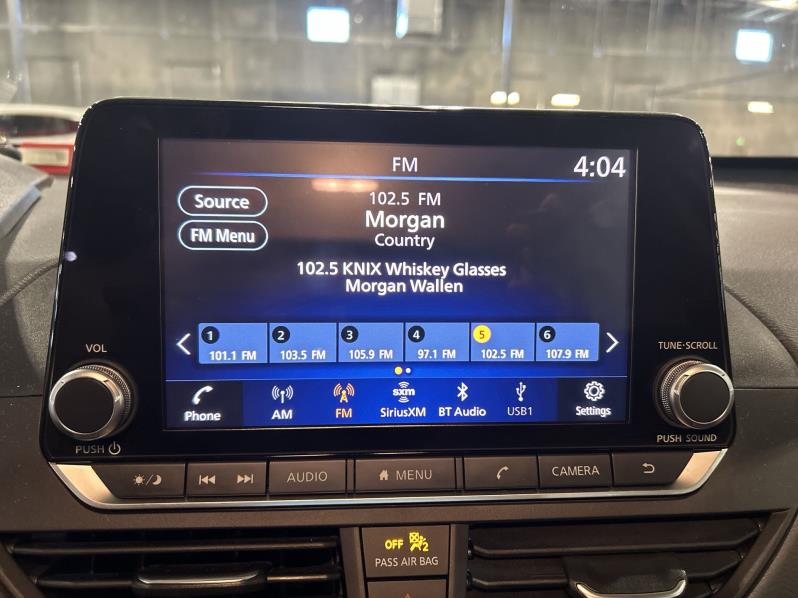 FM
4:04
Source
102.5 FM
Morgan
FM Menu
Country
102.5 KNIX Whiskey Glasses
Morgan Wallen
1 2 3 4 5 6
101.1 FM 103.5 FM 105.9 FM 97.1 FM 102.5 FM 107.9 FM
Phone AM FM sxm SiriusXM BT Audio USB1 Settings
VOL
TUNE·SCROLL
PUSH
PUSH SOUND
AUDIO MENU CAMERA
OFF 2
PASS AIR BAG